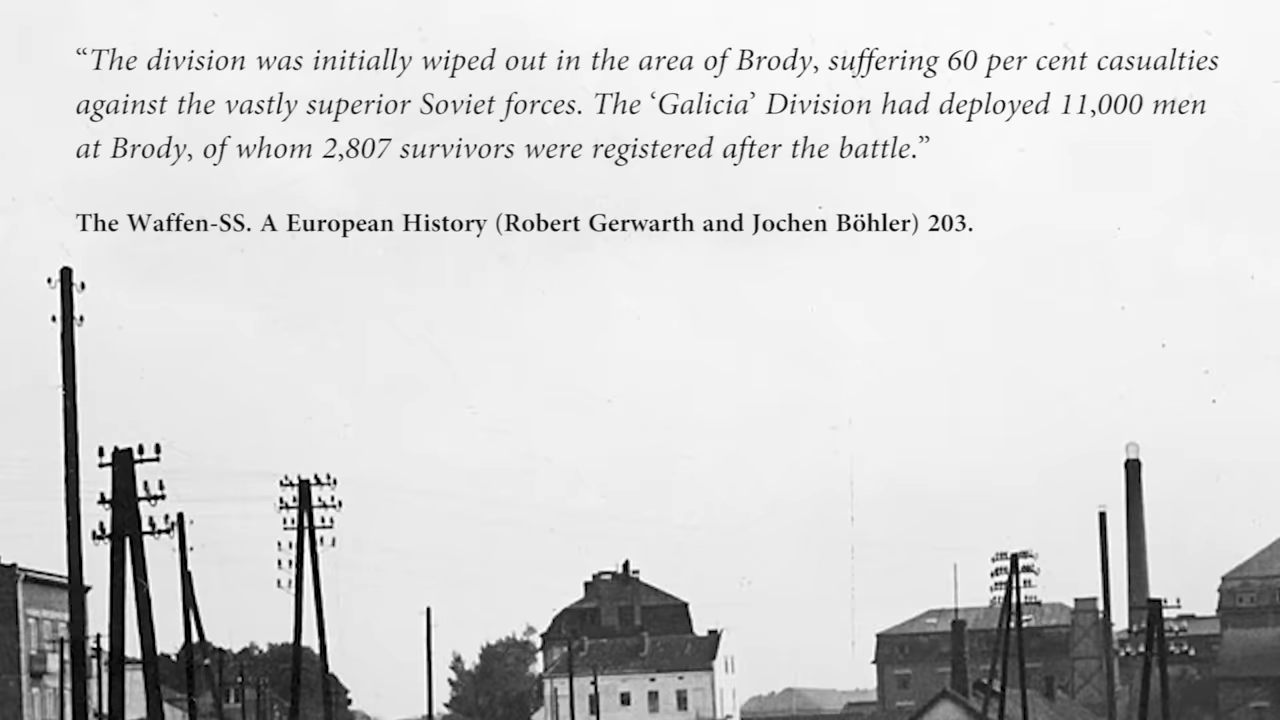 “The division was initially wiped out in the area of Brody, suffering 60 per cent casualties
against the vastly superior Soviet forces. The ‘Galicia’ Division had deployed 11,000 men
at Brody, of whom 2,807 survivors were registered after the battle.”
The Waffen-SS. A European History (Robert Gerwarth and Jochen Böhler) 203.